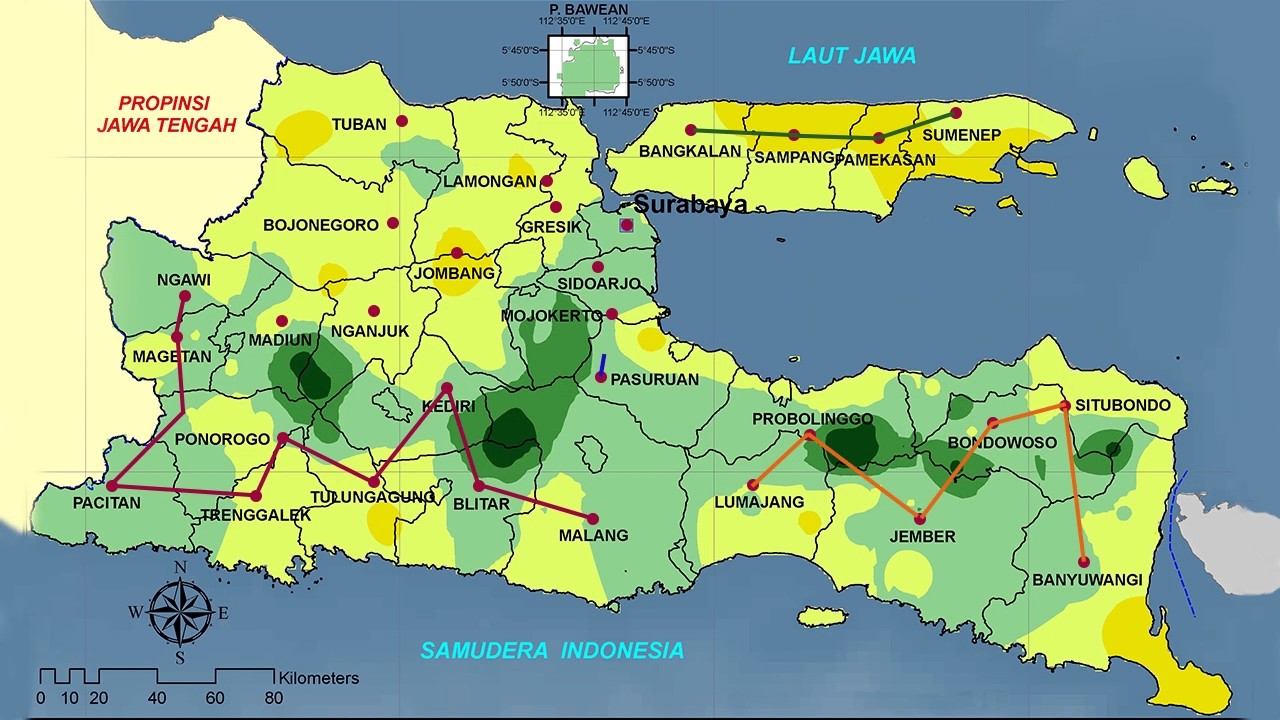 P. BAWEAN
112°35'0"E 112°45'0"E
5°45'0"S 5°45'0"S
5°50'0"S 5°50'0"S
112°35'0"E 112°45'0"E
LAUT JAWA
PROPINSI
JAWA TENGAH
TUBAN
SUMENEP
BANGKALAN
SAMPANG
PAMEKASAN
LAMONGAN
Surabaya
BOJONEGORO
GRESIK
JOMBANG
NGAWI
SIDOARJO
MOJOKERTO
NGANJUK
MADIUN
MAGETAN
PASURUAN
KEDIRI
SITUBONDO
PROBOLINGGO
PONOROGO
BONDOWOSO
PACITAN
TULUNGAGUNG
BLITAR
LUMAJANG
TRENGGALEK
MALANG
JEMBER
BANYUWANGI
N
W E
S
SAMUDERA INDONESIA
Kilometers
0 10 20 40 60 80